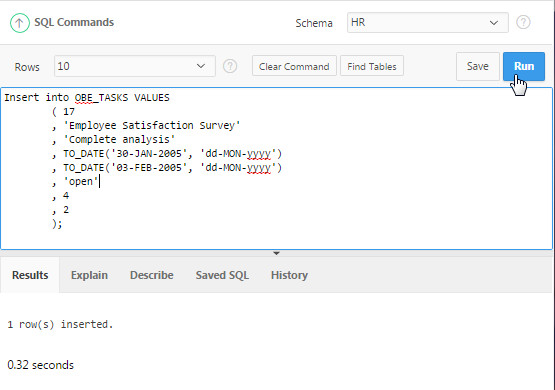 SQL Commands Schema HR ?
Rows 10 ? Clear Command Find Tables Save Run
Insert into OBE_TASKS VALUES
( 17
, 'Employee Satisfaction Survey'
, 'Complete analysis'
, TO_DATE('30-JAN-2005', 'dd-MON-yyyy')
, TO_DATE('03-FEB-2005', 'dd-MON-yyyy')
, 'open'
, 4
, 2
);
Results Explain Describe Saved SQL History
1 row(s) inserted.
0.32 seconds